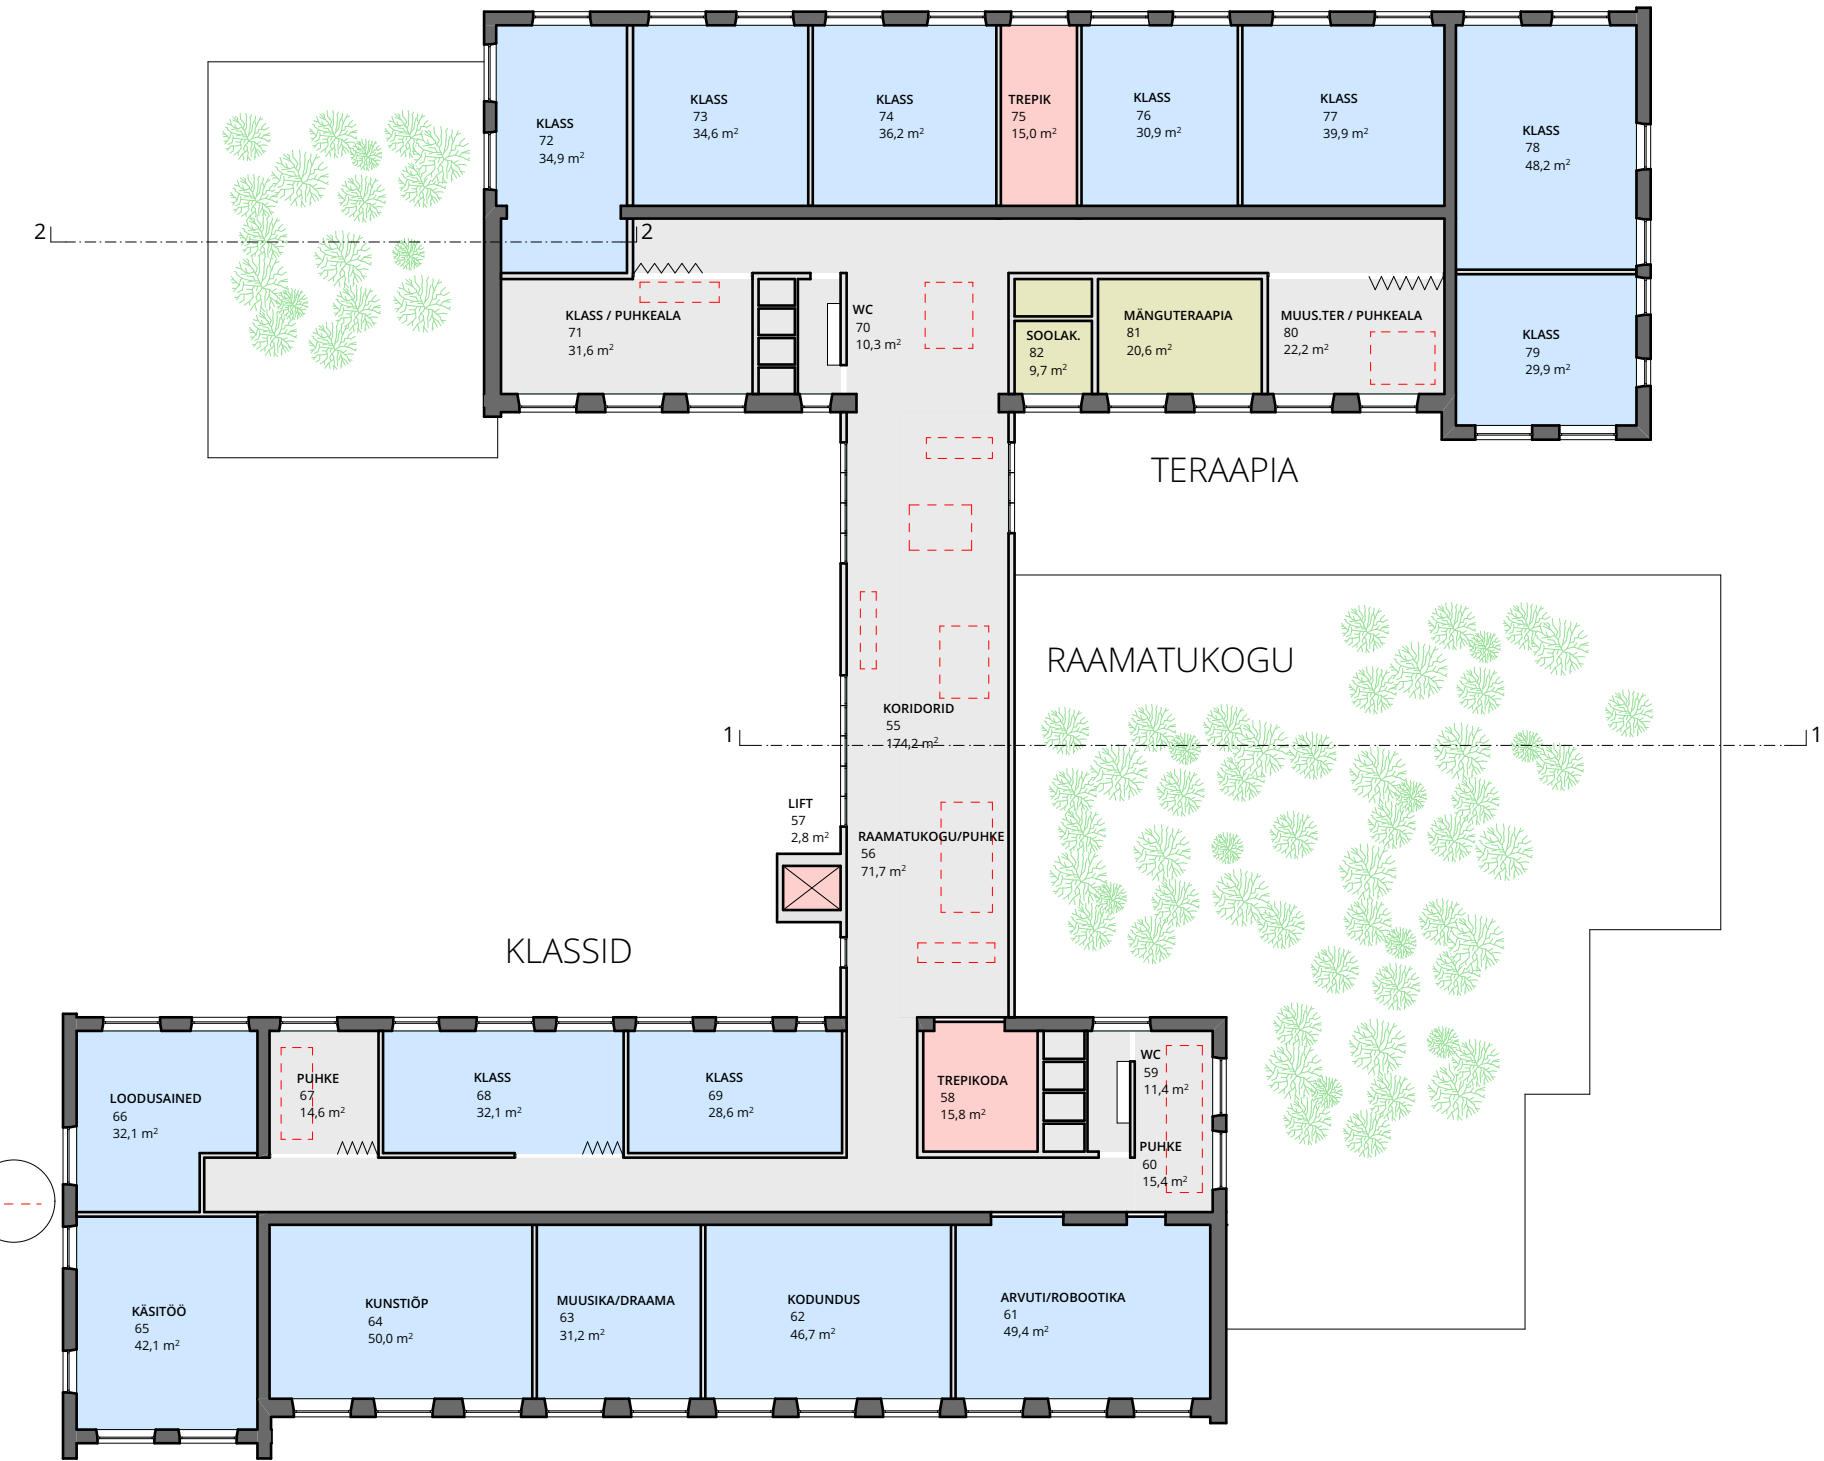 KLASS
72
34,9 m²
KLASS
73
34,6 m²
KLASS
74
36,2 m²
TREPIK
75
15,0 m²
KLASS
76
30,9 m²
KLASS
77
39,9 m²
KLASS
78
48,2 m²
2
2
KLASS / PUHKEALA
71
31,6 m²
WC
70
10,3 m²
SOOLAK.
82
9,7 m²
MÄNGUTERAAPIA
81
20,6 m²
MUUS.TER / PUHKEALA
80
22,2 m²
KLASS
79
29,9 m²
TERAAPIA
RAAMATUKOGU
KORIDORID
55
174,2 m²
1
1
LIFT
57
2,8 m²
RAAMATUKOGU/PUHKE
56
71,7 m²
KLASSID
LOODUSAINED
66
32,1 m²
PUHKE
67
14,6 m²
KLASS
68
32,1 m²
KLASS
69
28,6 m²
TREPIKODA
58
15,8 m²
WC
59
11,4 m²
PUHKE
60
15,4 m²
KÄSITÖÖ
65
42,1 m²
KUNSTIÕP
64
50,0 m²
MUUSIKA/DRAAMA
63
31,2 m²
KODUNDUS
62
46,7 m²
ARVUTI/ROBOOTIKA
61
49,4 m²